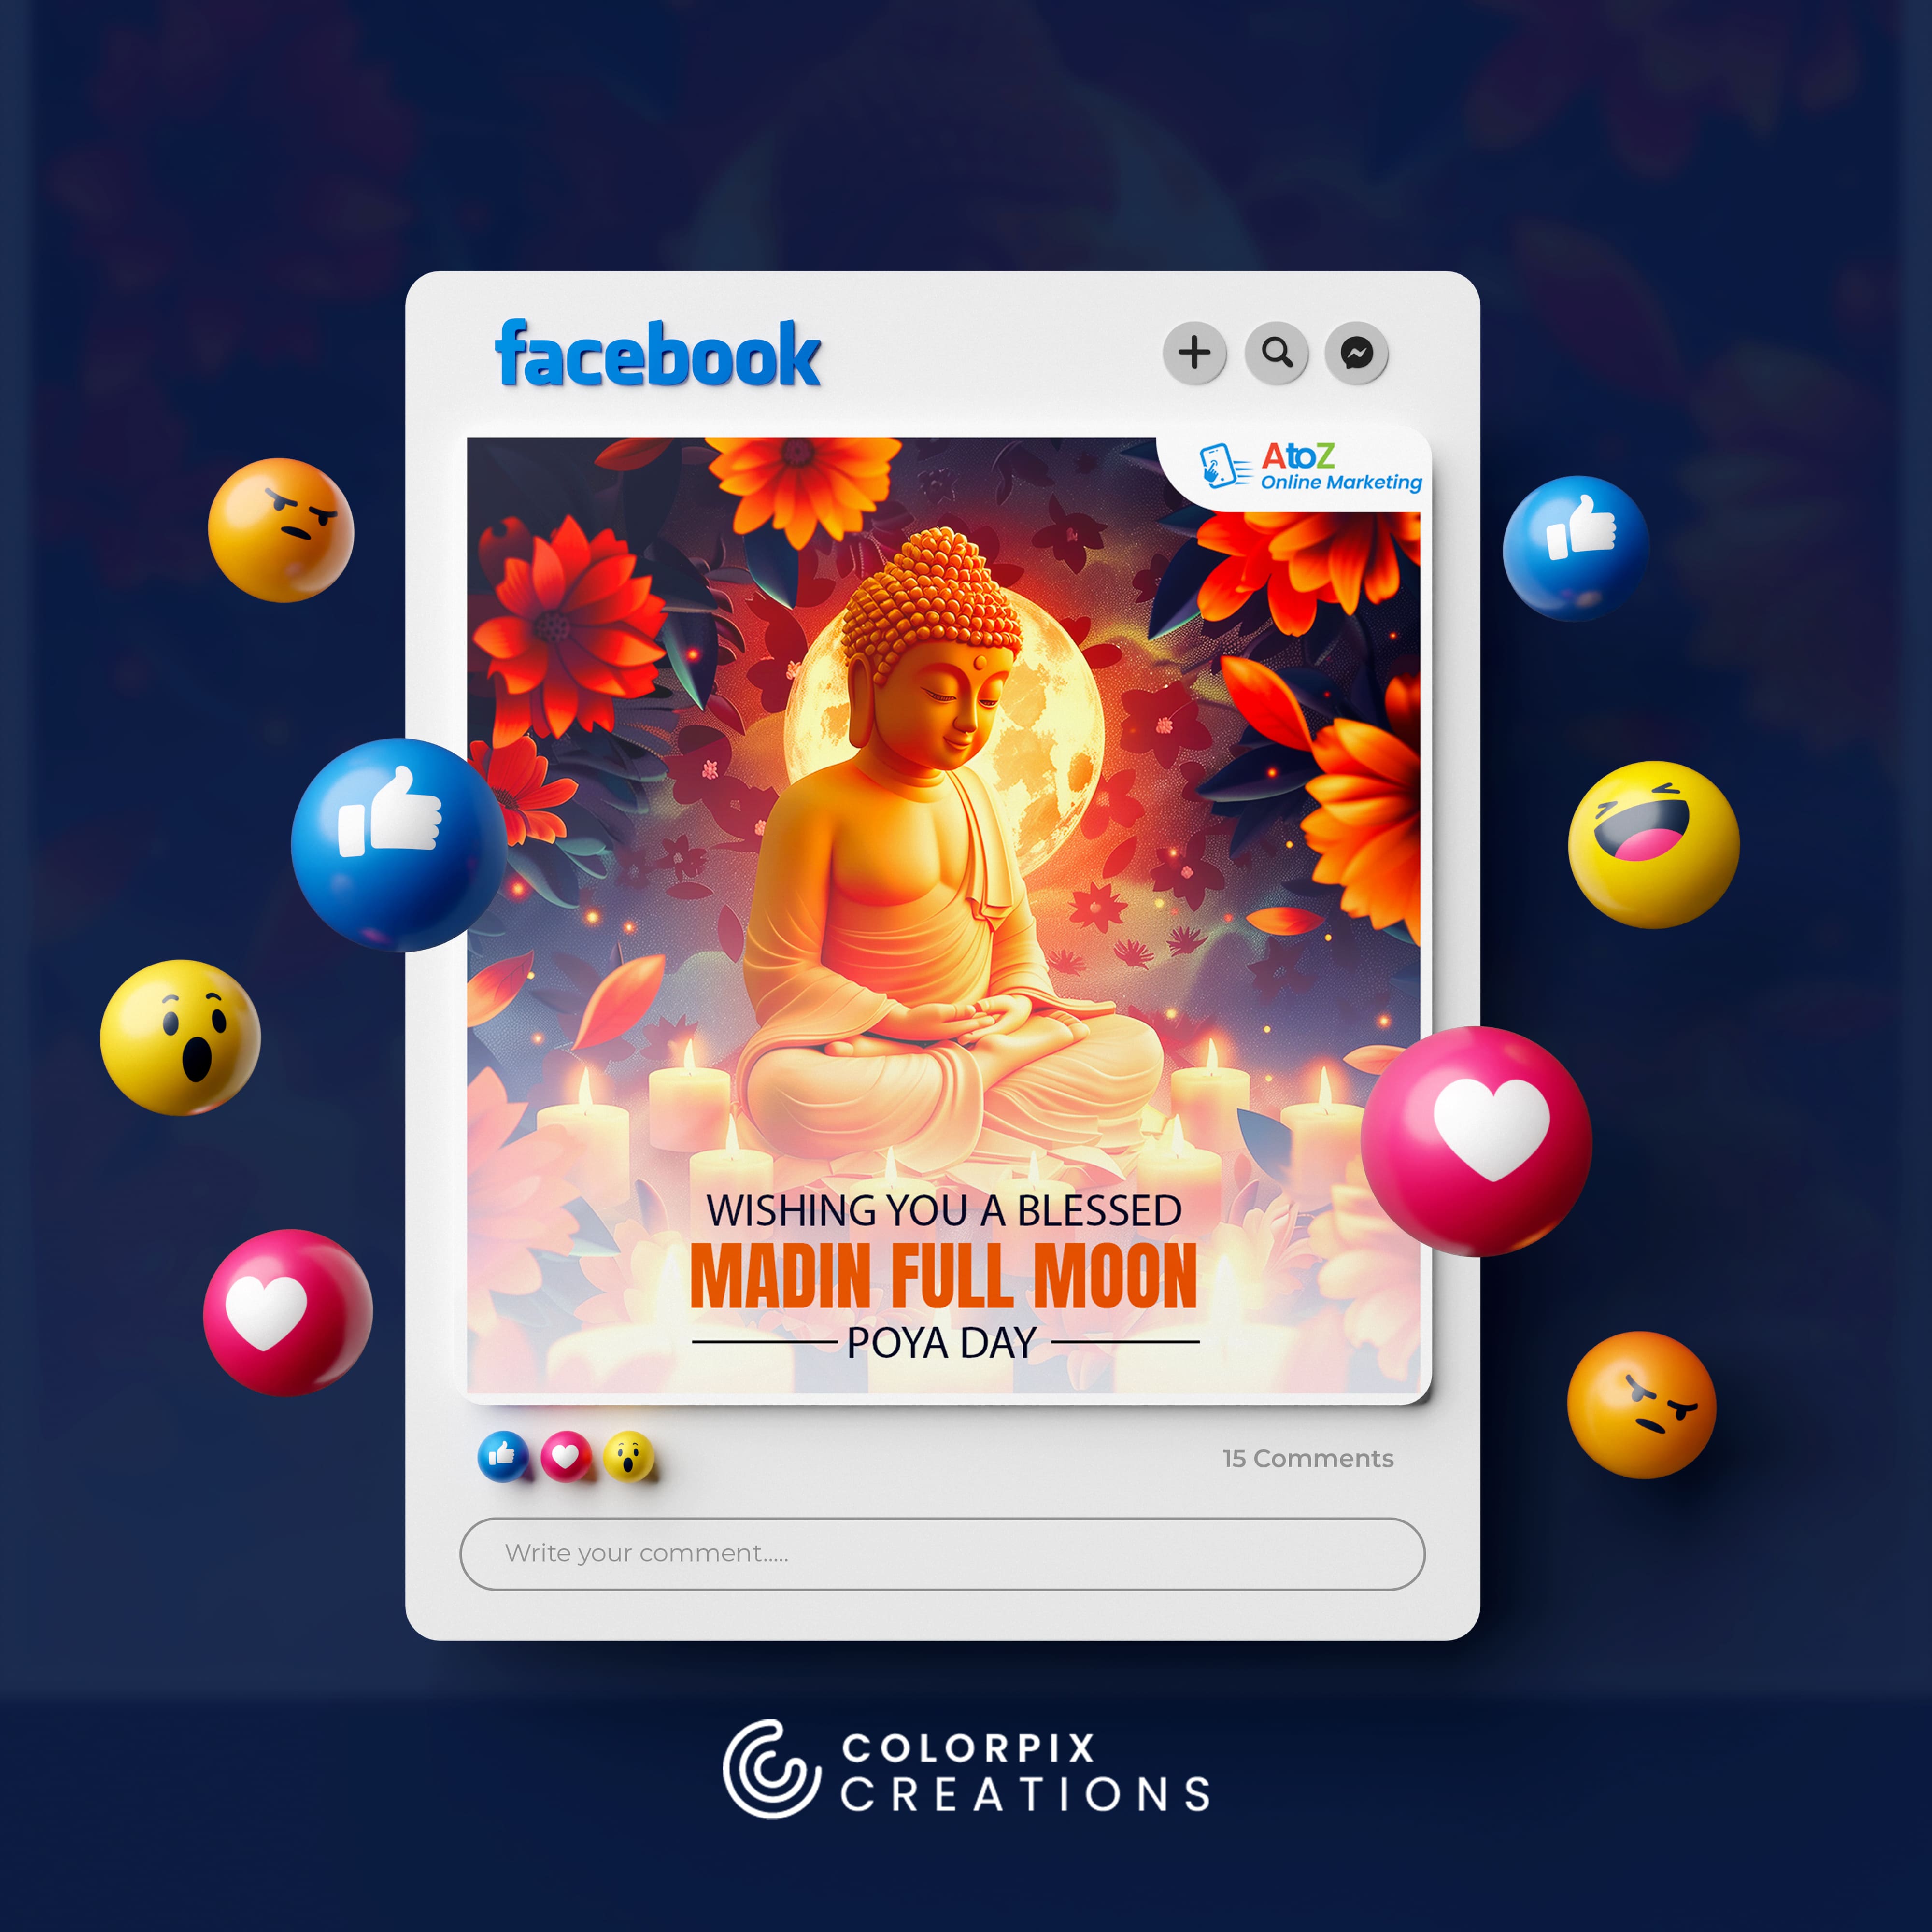 facebook
AtoZ
Online Marketing
WISHING YOU A BLESSED
MADIN FULL MOON
POYA DAY
15 Comments
Write your comment.....
COLORPIX
CREATIONS